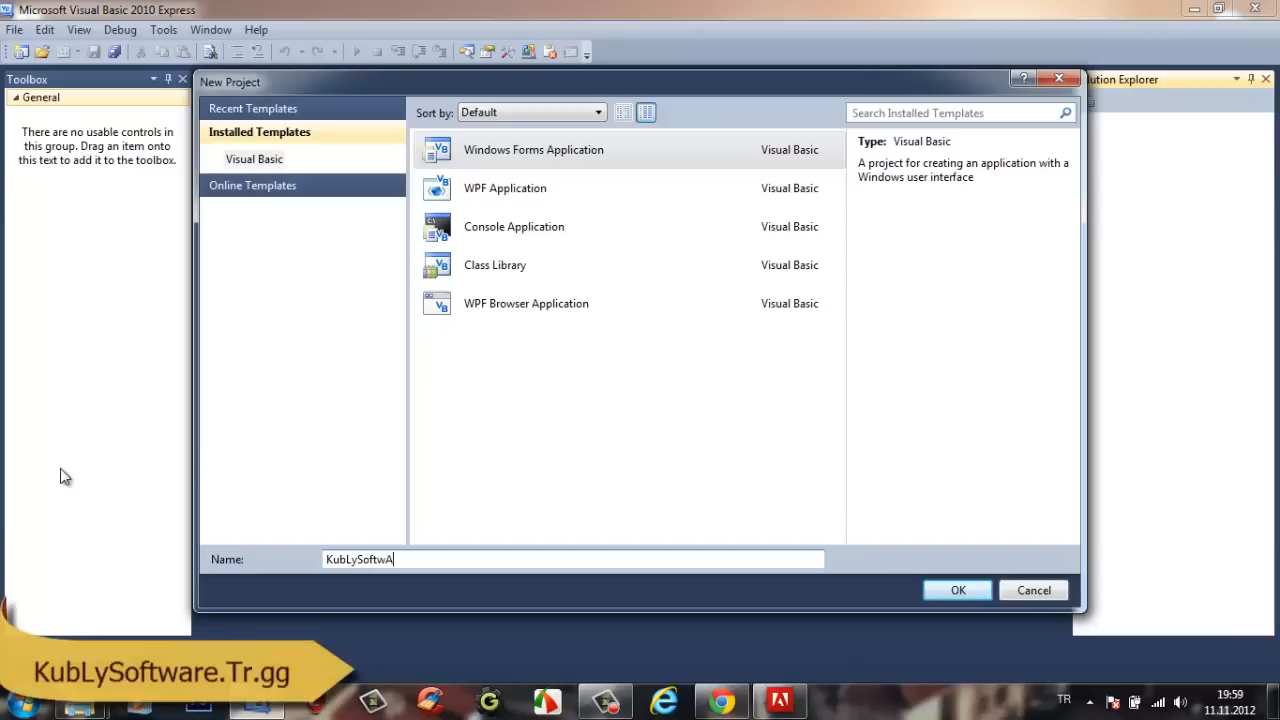 Microsoft Visual Basic 2010 Express
File Edit View Debug Tools Window Help
Toolbox
General
There are no usable controls in
this group. Drag an item onto
this text to add it to the toolbox.
New Project
Recent Templates
Installed Templates
Visual Basic
Online Templates
Sort by: Default
Search Installed Templates
Windows Forms Application Visual Basic
WPF Application Visual Basic
Console Application Visual Basic
Class Library Visual Basic
WPF Browser Application Visual Basic
Type: Visual Basic
A project for creating an application with a
Windows user interface
Name: KubLySoftwA
OK Cancel
lution Explorer
KubLySoftware.Tr.gg
TR
19:59
11.11.2012